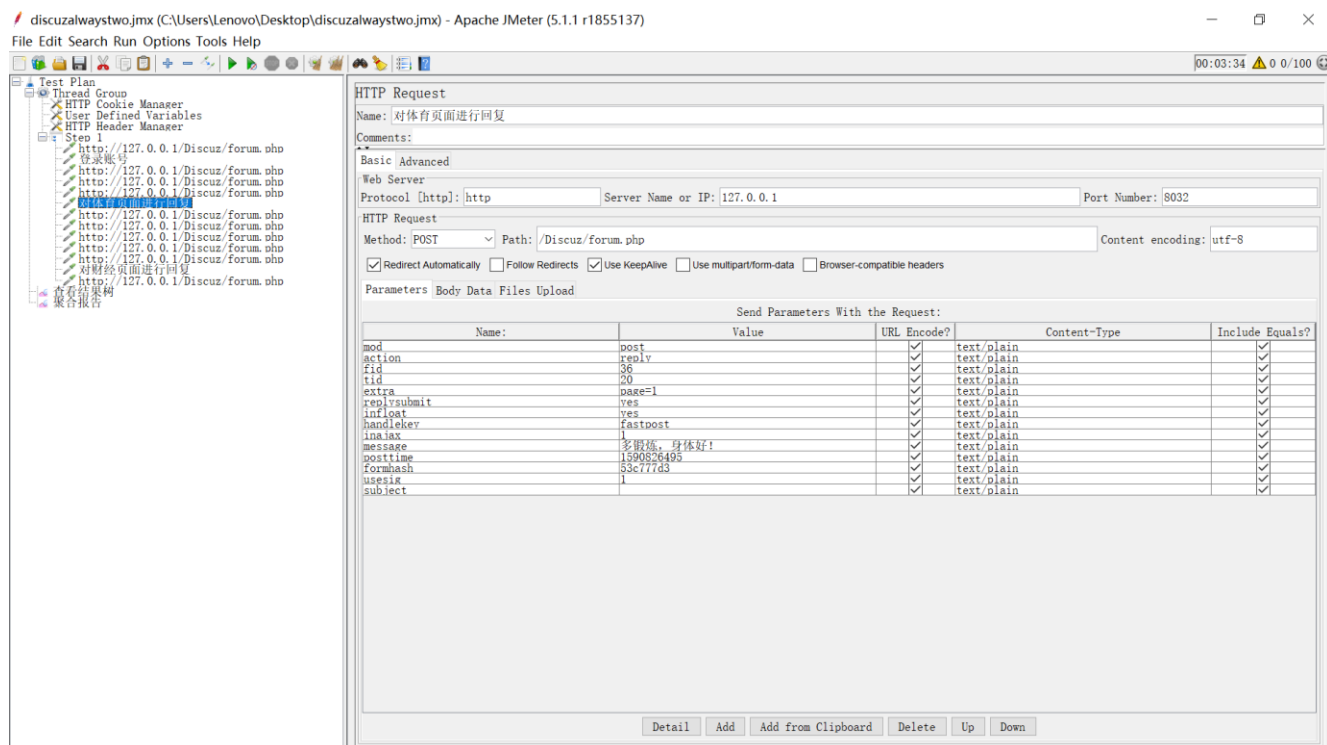 discuzalwaystwo.jmx (C:\Users\Lenovo\Desktop\discuzalwaystwo.jmx) - Apache JMeter (5.1.1 r1855137)
File Edit Search Run Options Tools Help
00:03:34 0 0/100
Test Plan
Thread Group
HTTP Cookie Manager
User Defined Variables
HTTP Header Manager
Step 1
http://127.0.0.1/Discuz/forum.php
登录账号
http://127.0.0.1/Discuz/forum.php
http://127.0.0.1/Discuz/forum.php
http://127.0.0.1/Discuz/forum.php
对体育页面进行回复
http://127.0.0.1/Discuz/forum.php
http://127.0.0.1/Discuz/forum.php
http://127.0.0.1/Discuz/forum.php
http://127.0.0.1/Discuz/forum.php
http://127.0.0.1/Discuz/forum.php
对财经页面进行回复
http://127.0.0.1/Discuz/forum.php
查看结果树
聚合报告
HTTP Request
Name: 对体育页面进行回复
Comments:
Basic Advanced
Web Server
Protocol [http]: http Server Name or IP: 127.0.0.1 Port Number: 8032
HTTP Request
Method: POST Path: /Discuz/forum.php Content encoding: utf-8
Redirect Automatically Follow Redirects Use KeepAlive Use multipart/form-data Browser-compatible headers
Parameters Body Data Files Upload
Send Parameters With the Request:
Name: Value URL Encode? Content-Type Include Equals?
mod post text/plain
action reply text/plain
fid 36 text/plain
tid 20 text/plain
extra page=1 text/plain
replysubmit yes text/plain
infloat yes text/plain
handlekey fastpost text/plain
inajax 1 text/plain
message 多锻炼，身体好！ text/plain
posttime 1590826495 text/plain
formhash 53c777d3 text/plain
usesig 1 text/plain
subject text/plain
Detail Add Add from Clipboard Delete Up Down